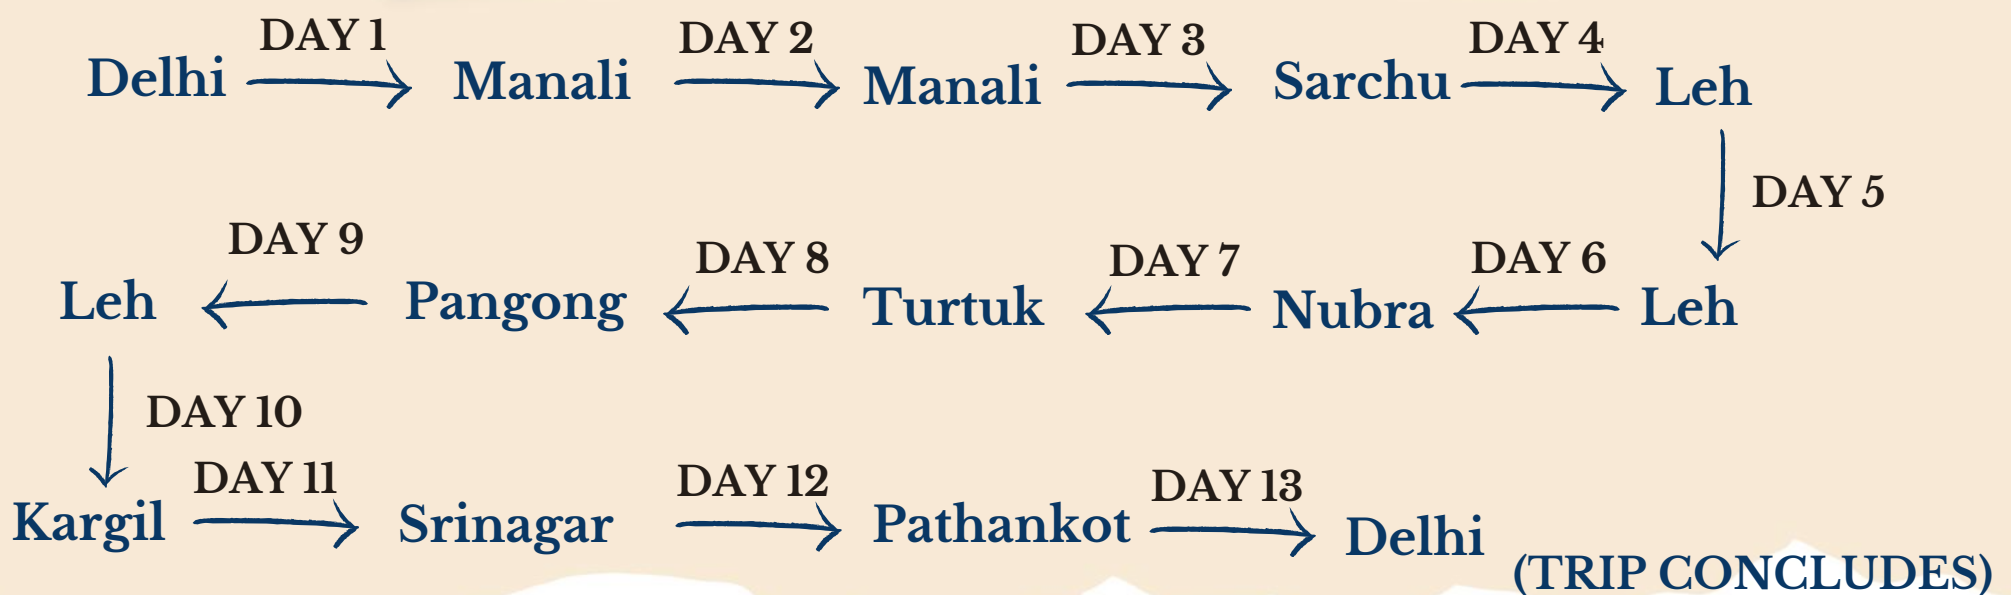 DAY 1 DAY 2 DAY 3 DAY 4
Delhi Manali Manali Sarchu Leh
DAY 5
DAY 9 DAY 8 DAY 7 DAY 6
Leh Pangong Turtuk Nubra Leh
DAY 10
DAY 11 DAY 12 DAY 13
Kargil Srinagar Pathankot Delhi
(TRIP CONCLUDES)